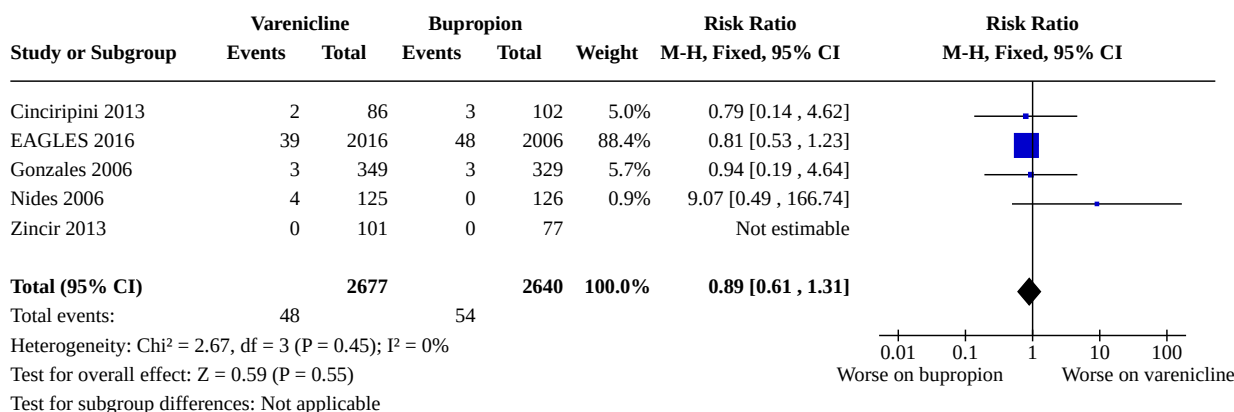 Varenicline Bupropion Risk Ratio Risk Ratio
Study or Subgroup Events Total Events Total Weight M-H, Fixed, 95% CI M-H, Fixed, 95% CI
Cinciripini 2013 2 86 3 102 5.0% 0.79 [0.14 , 4.62]
EAGLES 2016 39 2016 48 2006 88.4% 0.81 [0.53 , 1.23]
Gonzales 2006 3 349 3 329 5.7% 0.94 [0.19 , 4.64]
Nides 2006 4 125 0 126 0.9% 9.07 [0.49 , 166.74]
Zincir 2013 0 101 0 77 Not estimable
Total (95% CI) 2677 2640 100.0% 0.89 [0.61 , 1.31]
Total events: 48 54
Heterogeneity: Chi² = 2.67, df = 3 (P = 0.45); I² = 0%
0.01 0.1 1 10 100
Test for overall effect: Z = 0.59 (P = 0.55)
Worse on bupropion Worse on varenicline
Test for subgroup differences: Not applicable